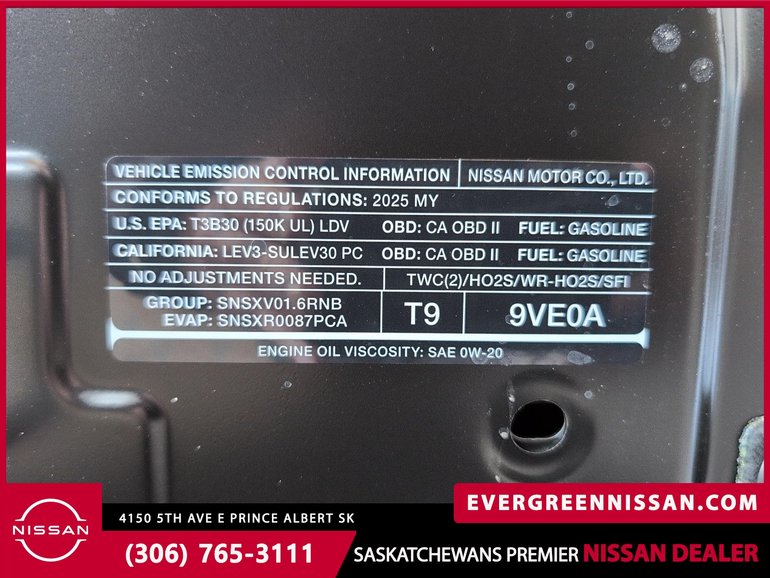 VEHICLE EMISSION CONTROL INFORMATION NISSAN MOTOR CO., LTD.
CONFORMS TO REGULATIONS: 2025 MY
U.S. EPA: T3B30 (150K UL) LDV OBD: CA OBD II FUEL: GASOLINE
CALIFORNIA: LEV3-SULEV30 PC OBD: CA OBD II FUEL: GASOLINE
NO ADJUSTMENTS NEEDED. TWC(2)/HO2S/WR-HO2S/SFI
GROUP: SNSXV01.6RNB
EVAP: SNSXR0087PCA
T9 9VE0A
ENGINE OIL VISCOSITY: SAE 0W-20
EVERGREENNISSAN.COM
NISSAN
4150 5TH AVE E PRINCE ALBERT SK
(306) 765-3111 SASKATCHEWANS PREMIER NISSAN DEALER